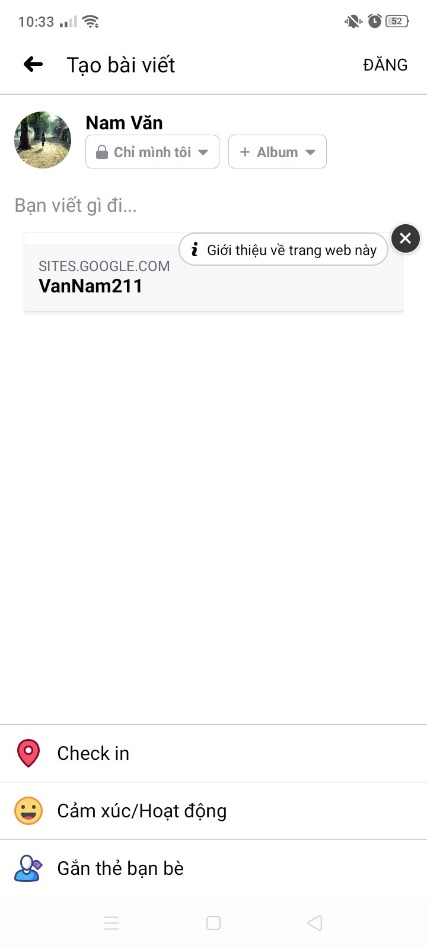 10:33 52
Tạo bài viết ĐĂNG
Nam Văn
Chỉ mình tôi + Album
Bạn viết gì đi...
Giới thiệu về trang web này
SITES.GOOGLE.COM
VanNam211
Check in
Cảm xúc/Hoạt động
Gắn thẻ bạn bè